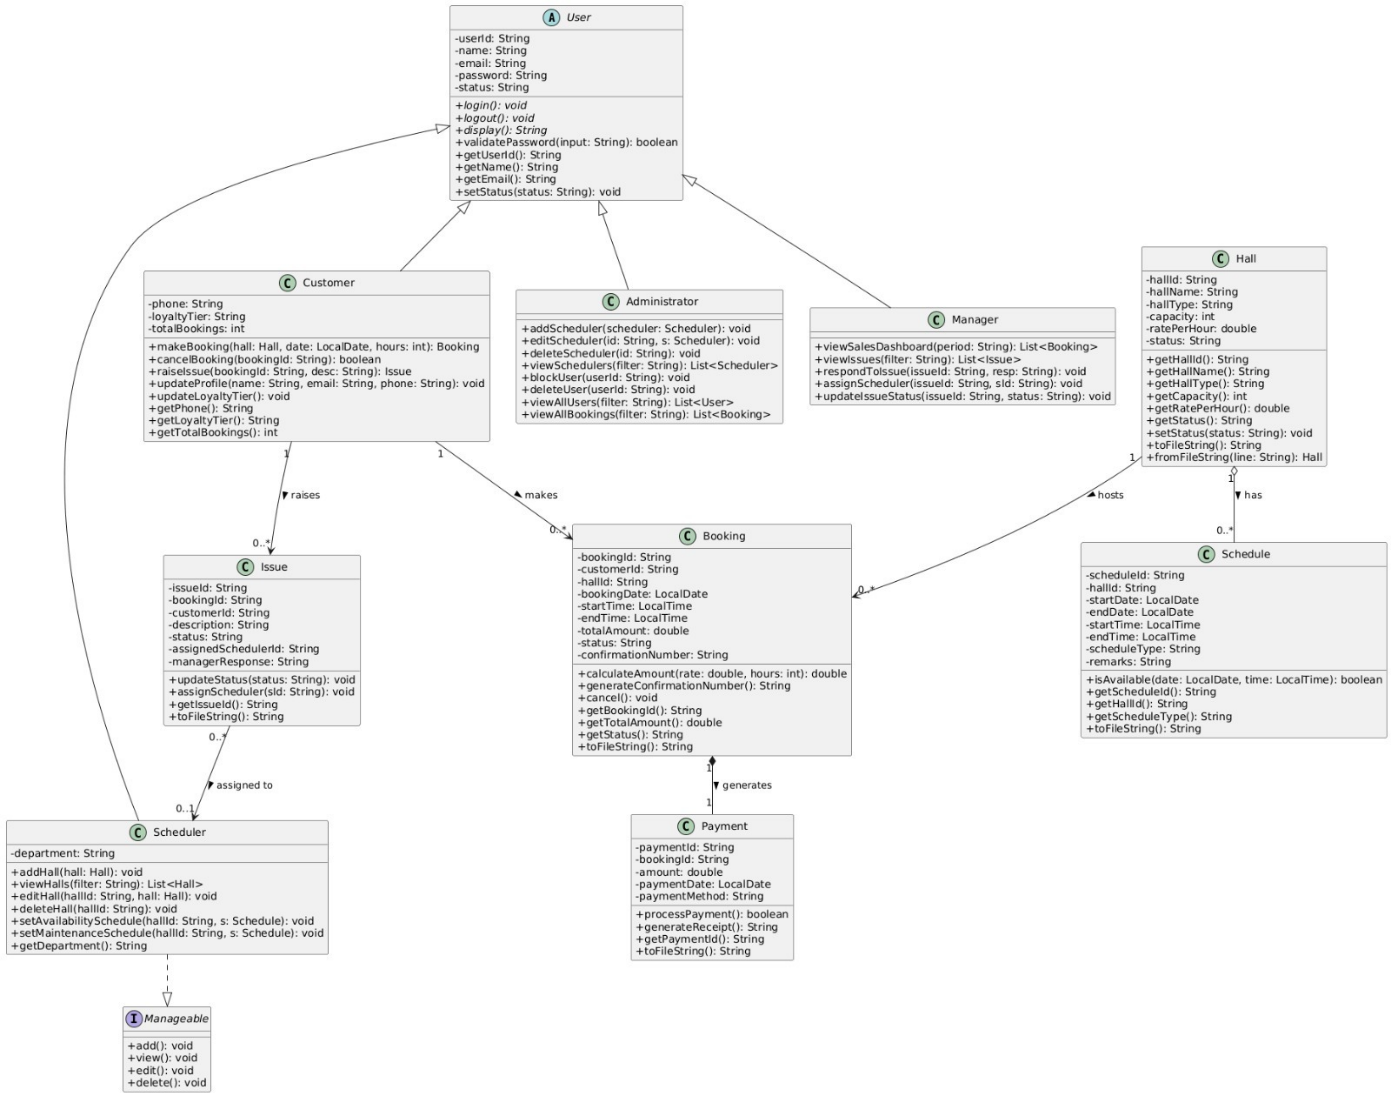 A User
-userId: String
-name: String
-email: String
-password: String
-status: String
+login(): void
+logout(): void
+display(): String
+validatePassword(input: String): boolean
+getUserId(): String
+getName(): String
+getEmail(): String
+setStatus(status: String): void
C Customer
-phone: String
-loyaltyTier: String
-totalBookings: int
+makeBooking(hall: Hall, date: LocalDate, hours: int): Booking
+cancelBooking(bookingId: String): boolean
+raiseIssue(bookingId: String, desc: String): Issue
+updateProfile(name: String, email: String, phone: String): void
+updateLoyaltyTier(): void
+getPhone(): String
+getLoyaltyTier(): String
+getTotalBookings(): int
C Administrator
+addScheduler(scheduler: Scheduler): void
+editScheduler(id: String, s: Scheduler): void
+deleteScheduler(id: String): void
+viewSchedulers(filter: String): List<Scheduler>
+blockUser(userId: String): void
+deleteUser(userId: String): void
+viewAllUsers(filter: String): List<User>
+viewAllBookings(filter: String): List<Booking>
C Manager
+viewSalesDashboard(period: String): List<Booking>
+viewIssues(filter: String): List<Issue>
+respondToIssue(issueId: String, resp: String): void
+assignScheduler(issueId: String, sId: String): void
+updateIssueStatus(issueId: String, status: String): void
C Hall
-hallId: String
-hallName: String
-hallType: String
-capacity: int
-ratePerHour: double
-status: String
+getHallId(): String
+getHallName(): String
+getHallType(): String
+getCapacity(): int
+getRatePerHour(): double
+getStatus(): String
+setStatus(status: String): void
+toFileString(): String
+fromFileString(line: String): Hall
1
raises
0..*
1
makes
0..*
1
hosts
0..*
1
has
0..*
C Issue
-issueId: String
-bookingId: String
-customerId: String
-description: String
-status: String
-assignedSchedulerId: String
-managerResponse: String
+updateStatus(status: String): void
+assignScheduler(sId: String): void
+getIssueId(): String
+toFileString(): String
C Booking
-bookingId: String
-customerId: String
-hallId: String
-bookingDate: LocalDate
-startTime: LocalTime
-endTime: LocalTime
-totalAmount: double
-status: String
-confirmationNumber: String
+calculateAmount(rate: double, hours: int): double
+generateConfirmationNumber(): String
+cancel(): void
+getBookingId(): String
+getTotalAmount(): double
+getStatus(): String
+toFileString(): String
C Schedule
-scheduleId: String
-hallId: String
-startDate: LocalDate
-endDate: LocalDate
-startTime: LocalTime
-endTime: LocalTime
-scheduleType: String
-remarks: String
+isAvailable(date: LocalDate, time: LocalTime): boolean
+getScheduleId(): String
+getHallId(): String
+getScheduleType(): String
+toFileString(): String
0..*
assigned to
0..1
1
generates
1
C Scheduler
-department: String
+addHall(hall: Hall): void
+viewHalls(filter: String): List<Hall>
+editHall(hallId: String, hall: Hall): void
+deleteHall(hallId: String): void
+setAvailabilitySchedule(hallId: String, s: Schedule): void
+setMaintenanceSchedule(hallId: String, s: Schedule): void
+getDepartment(): String
C Payment
-paymentId: String
-bookingId: String
-amount: double
-paymentDate: LocalDate
-paymentMethod: String
+processPayment(): boolean
+generateReceipt(): String
+getPaymentId(): String
+toFileString(): String
I Manageable
+add(): void
+view(): void
+edit(): void
+delete(): void